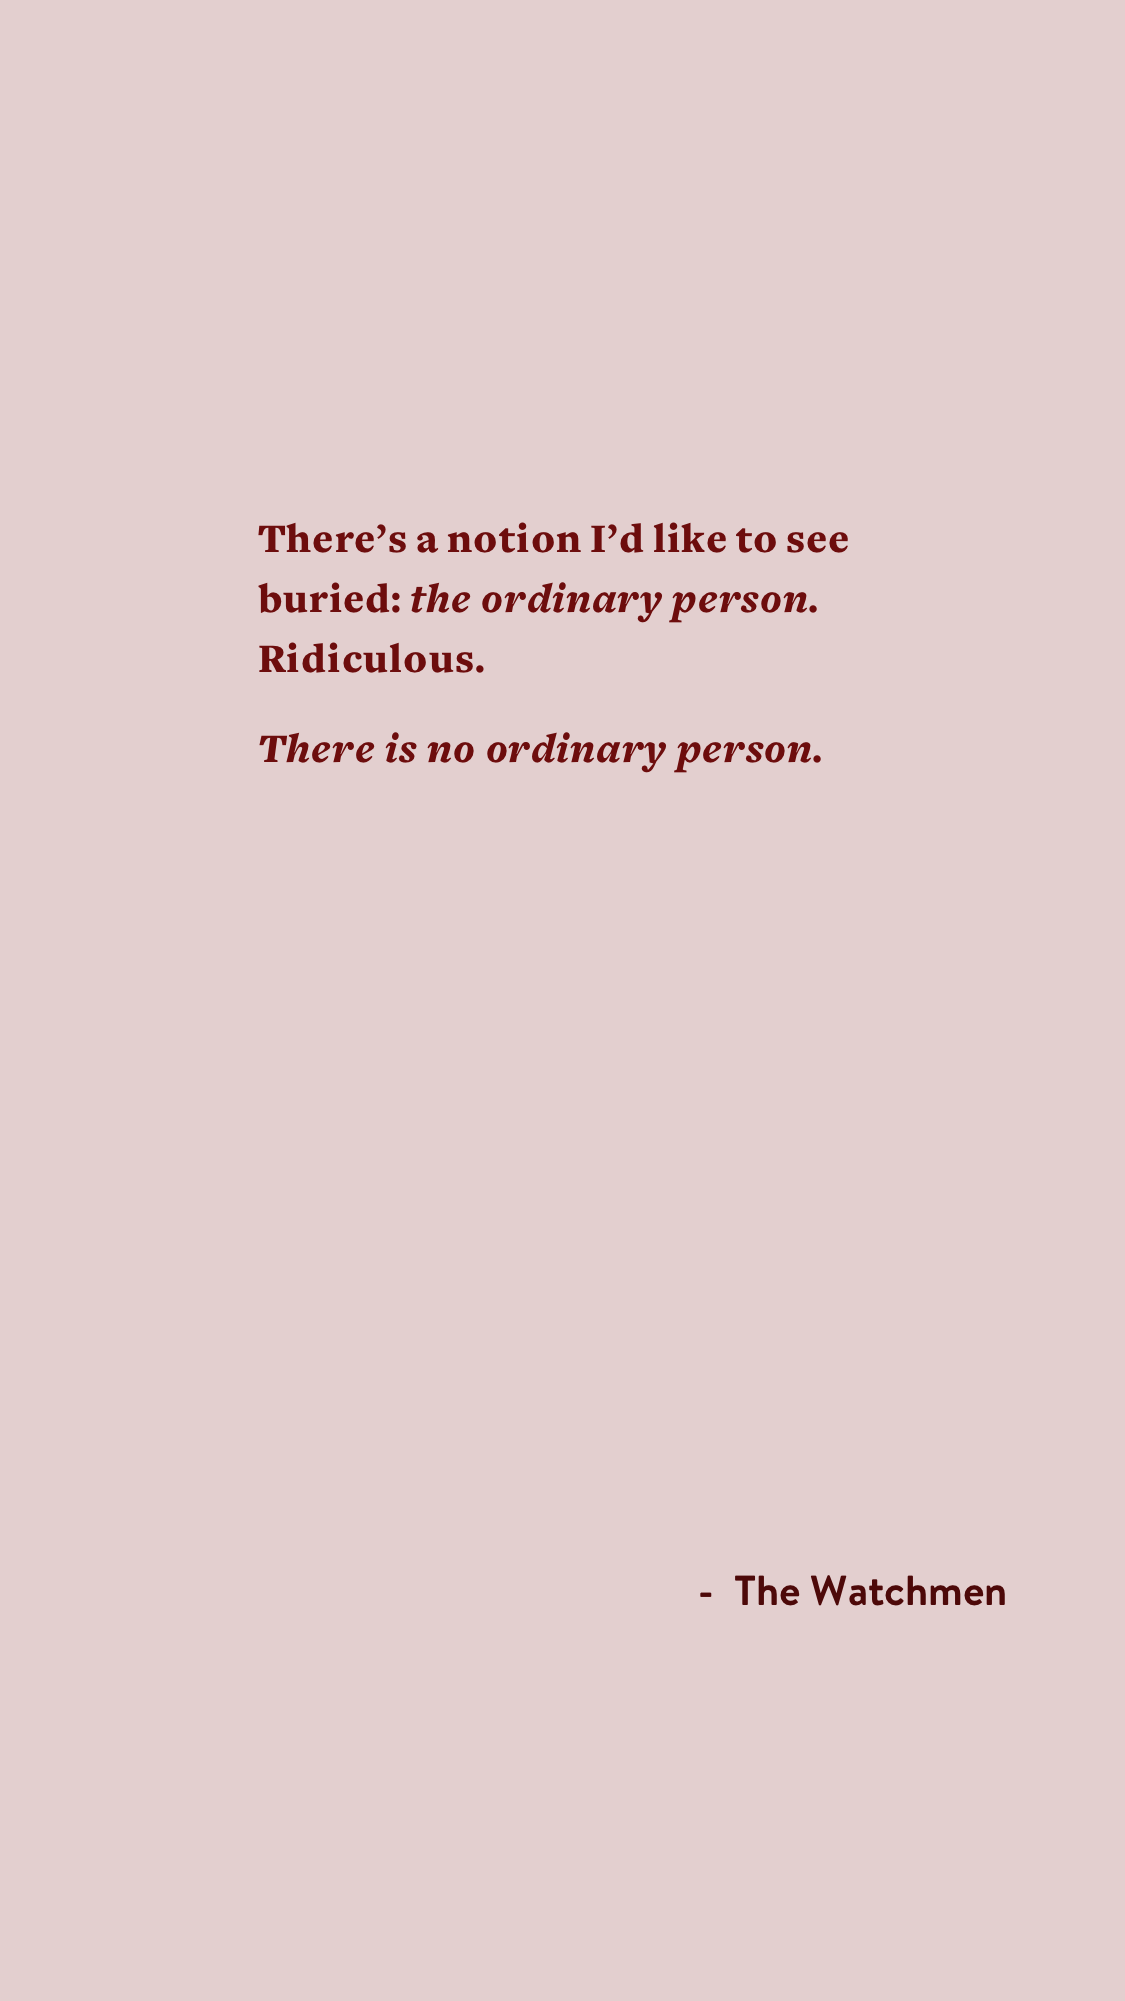 There’s a notion I’d like to see
buried: the ordinary person.
Ridiculous.
There is no ordinary person.
- The Watchmen